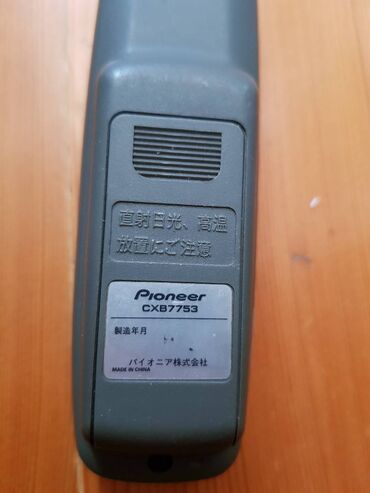 直射日光、高温
放置にご注意
Pioneer
CXB7753
製造年月
パイオニア株式会社
MADE IN CHINA